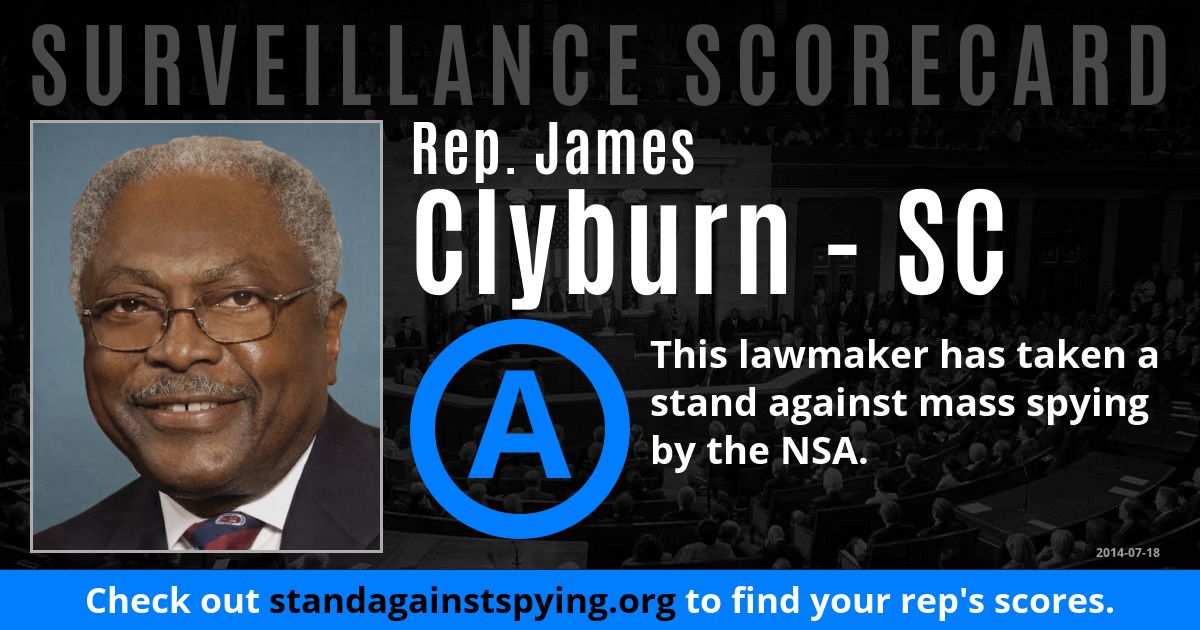 SURVEILLANCE SCORECARD
Rep. James
Clyburn - SC
A
This lawmaker has taken a
stand against mass spying
by the NSA.
2014-07-18
Check out standagainstspying.org to find your rep's scores.